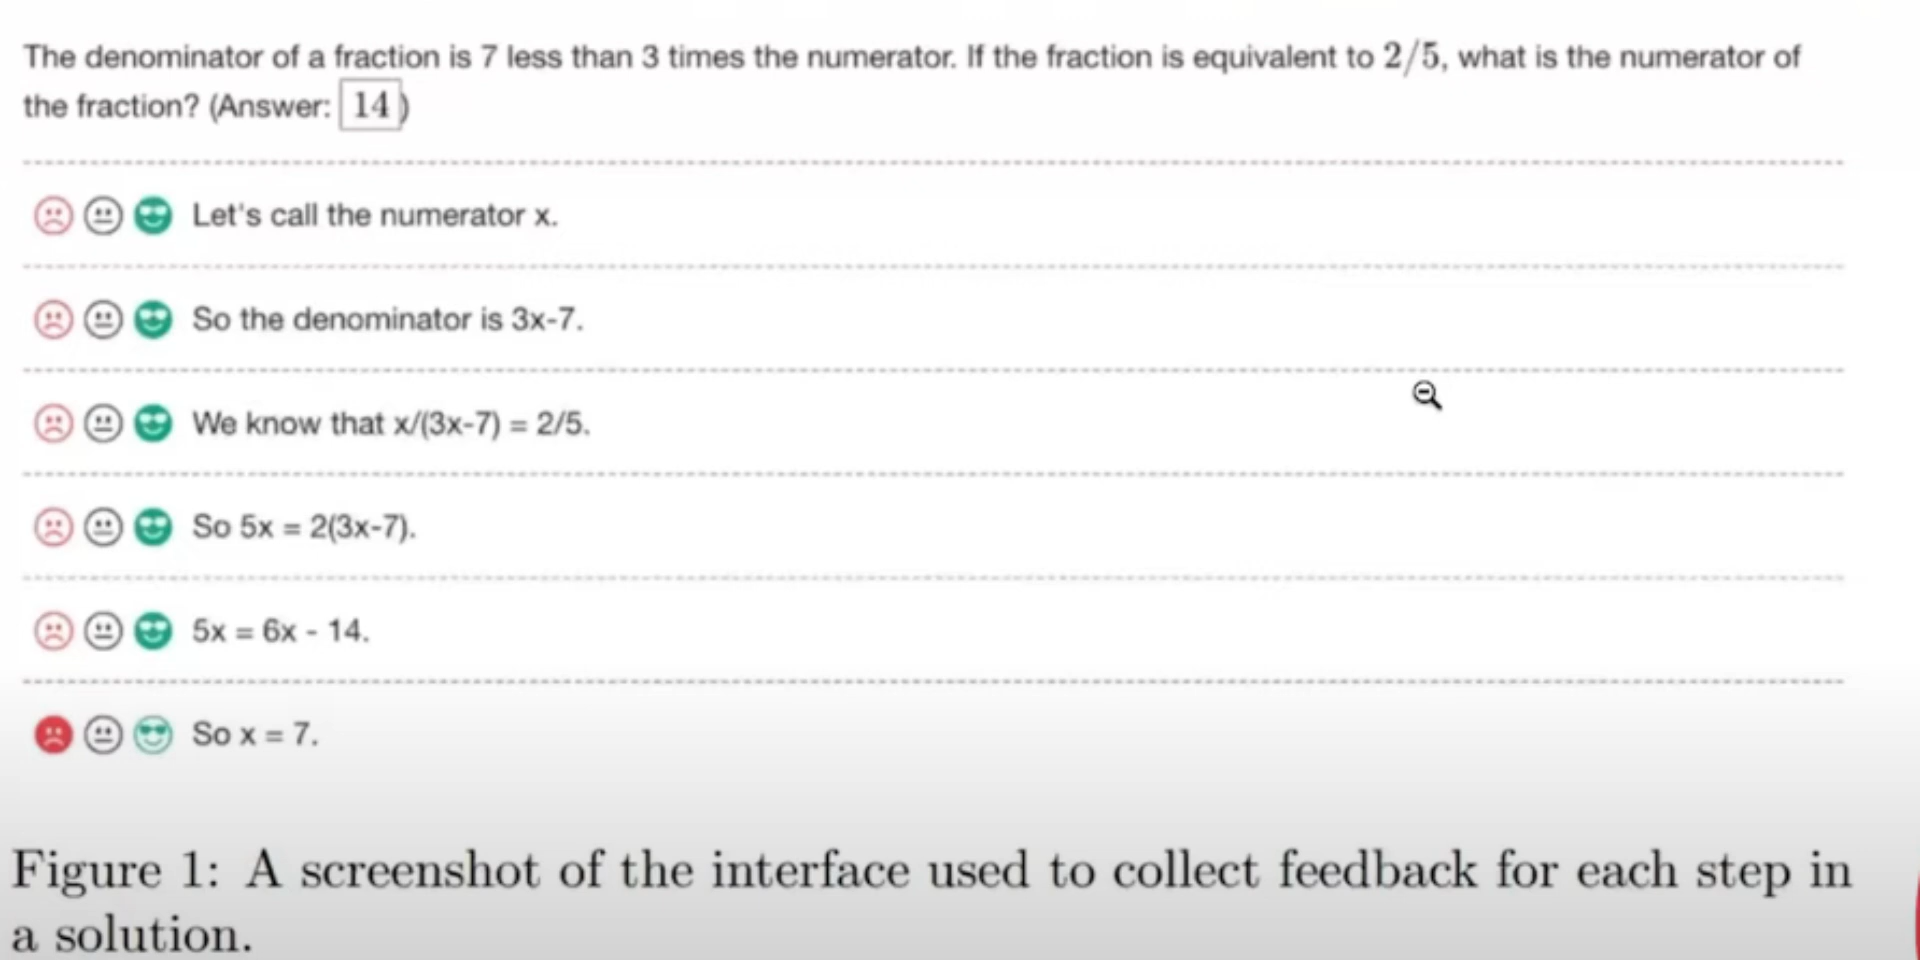 The denominator of a fraction is 7 less than 3 times the numerator. If the fraction is equivalent to 2/5, what is the numerator of
the fraction? (Answer: 14)
Let's call the numerator x.
So the denominator is 3x-7.
We know that x/(3x-7) = 2/5.
So 5x = 2(3x-7).
5x = 6x - 14.
So x = 7.
Figure 1: A screenshot of the interface used to collect feedback for each step in
a solution.